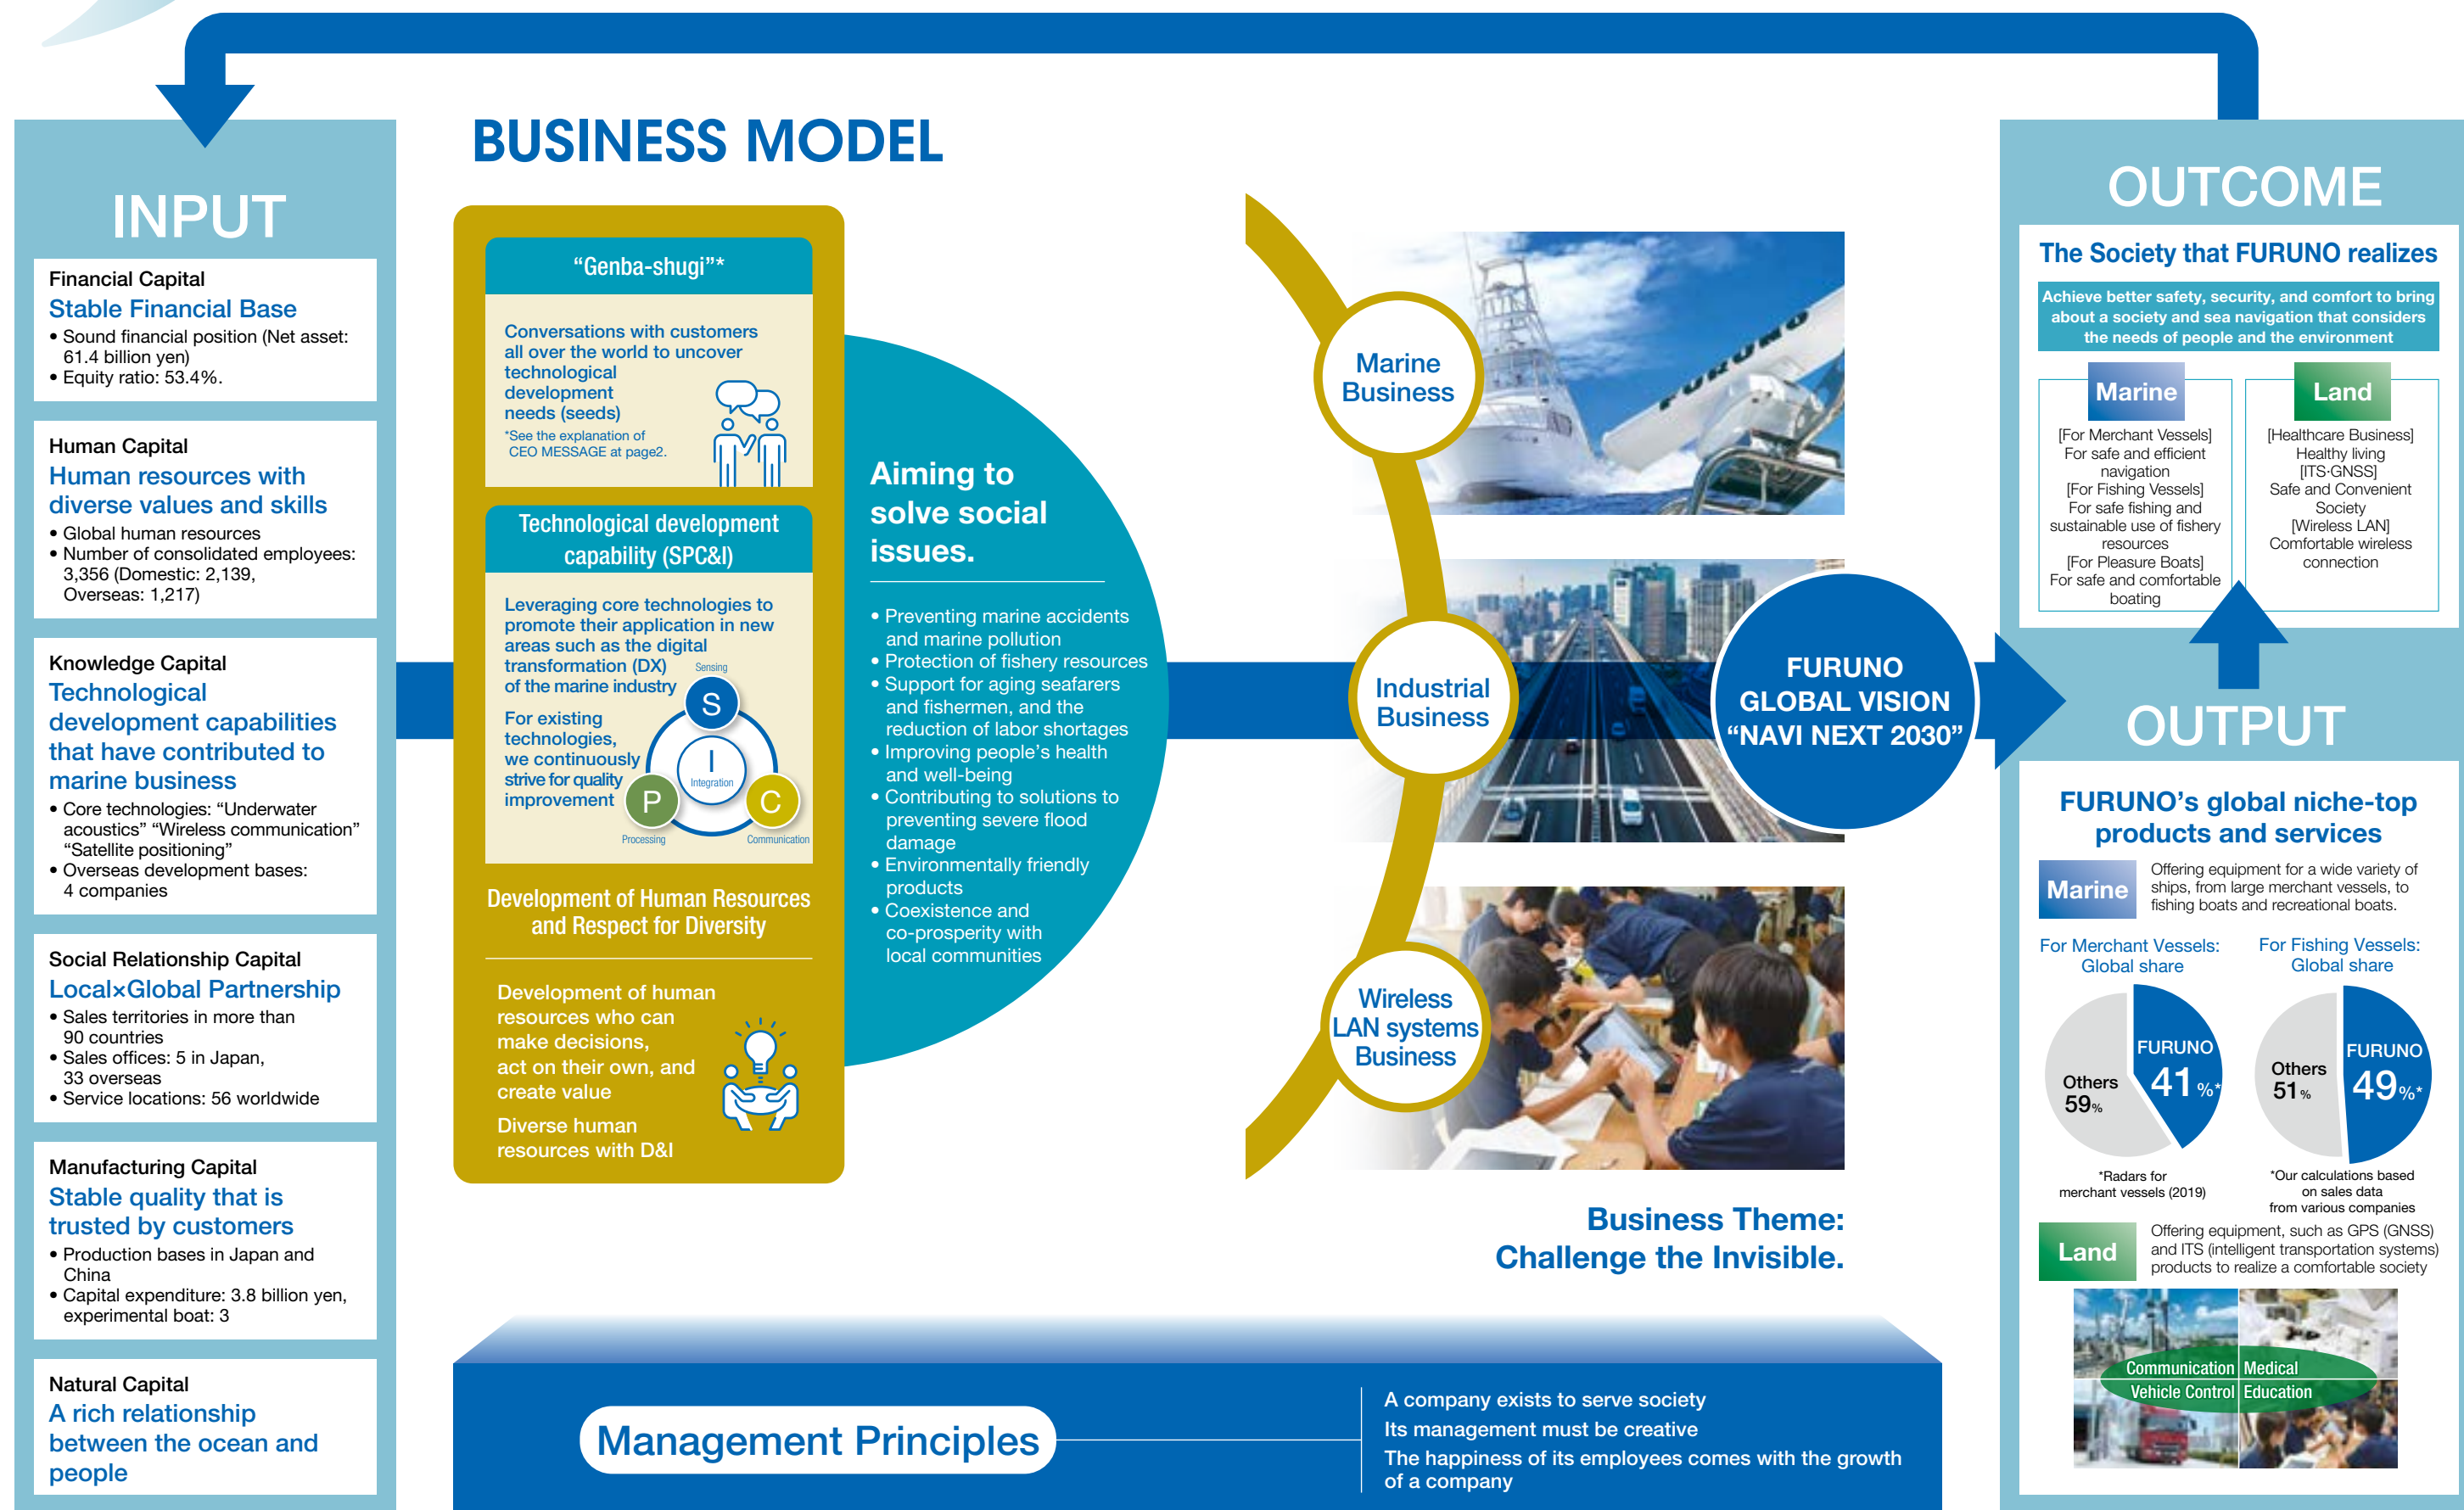 BUSINESS MODEL
INPUT
Financial Capital
Stable Financial Base
• Sound financial position (Net asset:
61.4 billion yen)
• Equity ratio: 53.4%.
Human Capital
Human resources with
diverse values and skills
• Global human resources
• Number of consolidated employees:
3,356 (Domestic: 2,139,
Overseas: 1,217)
Knowledge Capital
Technological
development capabilities
that have contributed to
marine business
• Core technologies: “Underwater
acoustics” “Wireless communication”
“Satellite positioning”
• Overseas development bases:
4 companies
Social Relationship Capital
Local×Global Partnership
• Sales territories in more than
90 countries
• Sales offices: 5 in Japan,
33 overseas
• Service locations: 56 worldwide
Manufacturing Capital
Stable quality that is
trusted by customers
• Production bases in Japan and
China
• Capital expenditure: 3.8 billion yen,
experimental boat: 3
Natural Capital
A rich relationship
between the ocean and
people
“Genba-shugi”*
Conversations with customers
all over the world to uncover
technological
development
needs (seeds)
*See the explanation of
CEO MESSAGE at page2.
Technological development
capability (SPC&I)
Leveraging core technologies to
promote their application in new
areas such as the digital
transformation (DX)
of the marine industry
For existing
technologies,
we continuously
strive for quality
improvement
Sensing
S
I
Integration
P
C
Processing
Communication
Development of Human Resources
and Respect for Diversity
Development of human
resources who can
make decisions,
act on their own, and
create value
Diverse human
resources with D&I
Aiming to
solve social
issues.
• Preventing marine accidents
and marine pollution
• Protection of fishery resources
• Support for aging seafarers
and fishermen, and the
reduction of labor shortages
• Improving people’s health
and well-being
• Contributing to solutions to
preventing severe flood
damage
• Environmentally friendly
products
• Coexistence and
co-prosperity with
local communities
Marine
Business
FURUNO
Industrial
Business
Wireless
LAN systems
Business
FURUNO
GLOBAL VISION
“NAVI NEXT 2030”
Business Theme:
Challenge the Invisible.
Management Principles
A company exists to serve society
Its management must be creative
The happiness of its employees comes with the growth
of a company
OUTCOME
The Society that FURUNO realizes
Achieve better safety, security, and comfort to bring
about a society and sea navigation that considers
the needs of people and the environment
Marine
[For Merchant Vessels]
For safe and efficient
navigation
[For Fishing Vessels]
For safe fishing and
sustainable use of fishery
resources
[For Pleasure Boats]
For safe and comfortable
boating
Land
[Healthcare Business]
Healthy living
[ITS·GNSS]
Safe and Convenient
Society
[Wireless LAN]
Comfortable wireless
connection
OUTPUT
FURUNO’s global niche-top
products and services
Marine
Offering equipment for a wide variety of
ships, from large merchant vessels, to
fishing boats and recreational boats.
For Merchant Vessels:
Global share
FURUNO
41%*
Others
59%
*Radars for
merchant vessels (2019)
For Fishing Vessels:
Global share
FURUNO
49%*
Others
51%
*Our calculations based
on sales data
from various companies
Land
Offering equipment, such as GPS (GNSS)
and ITS (intelligent transportation systems)
products to realize a comfortable society
Communication Medical
Vehicle Control Education